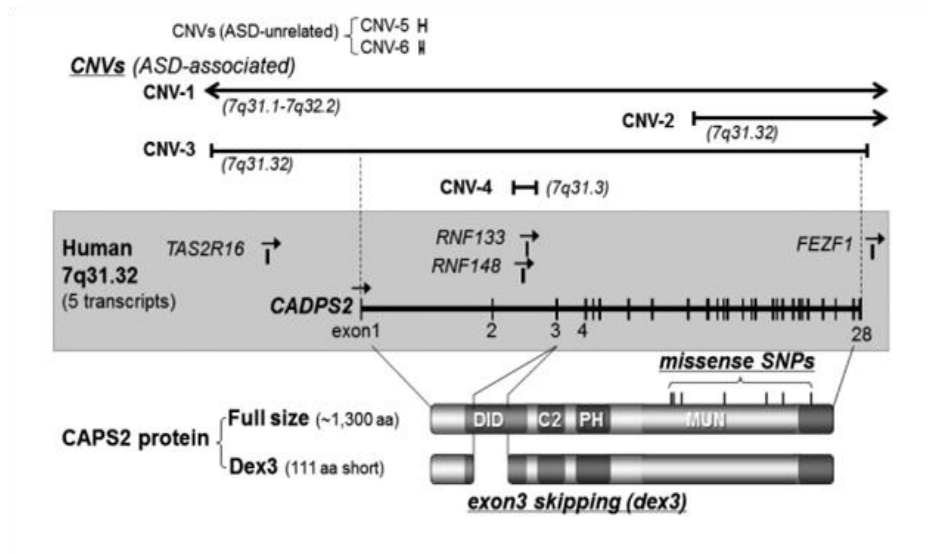 CNVs (ASD-unrelated) CNV-5
CNV-6
CNVs (ASD-associated)
CNV-1
(7q31.1-7q32.2)
CNV-2
(7q31.32)
CNV-3
(7q31.32)
CNV-4 (7q31.3)
Human
7q31.32
(5 transcripts)
TAS2R16
RNF133
RNF148
FEZF1
CADPS2
exon1 2 3 4 28
missense SNPs
CAPS2 protein
Full size (~1,300 aa)
DID C2 PH MUN
Dex3 (111 aa short)
exon3 skipping (dex3)